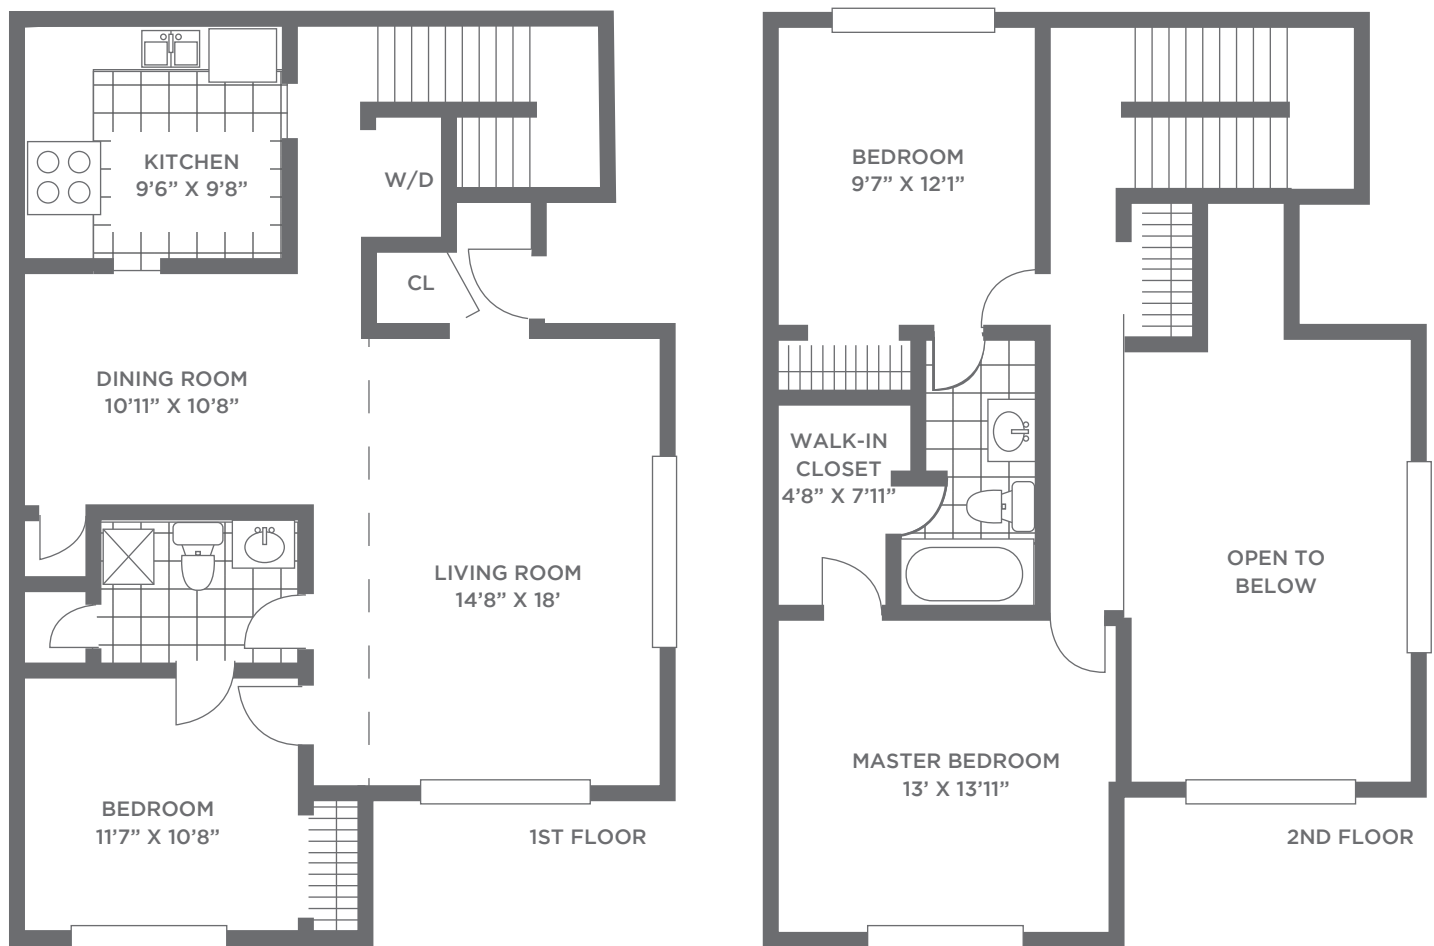 KITCHEN
9’6” X 9’8”
W/D
CL
DINING ROOM
10’11” X 10’8”
LIVING ROOM
14’8” X 18’
BEDROOM
11’7” X 10’8”
1ST FLOOR
BEDROOM
9’7” X 12’1”
WALK-IN
CLOSET
4’8” X 7’11”
OPEN TO
BELOW
MASTER BEDROOM
13’ X 13’11”
2ND FLOOR